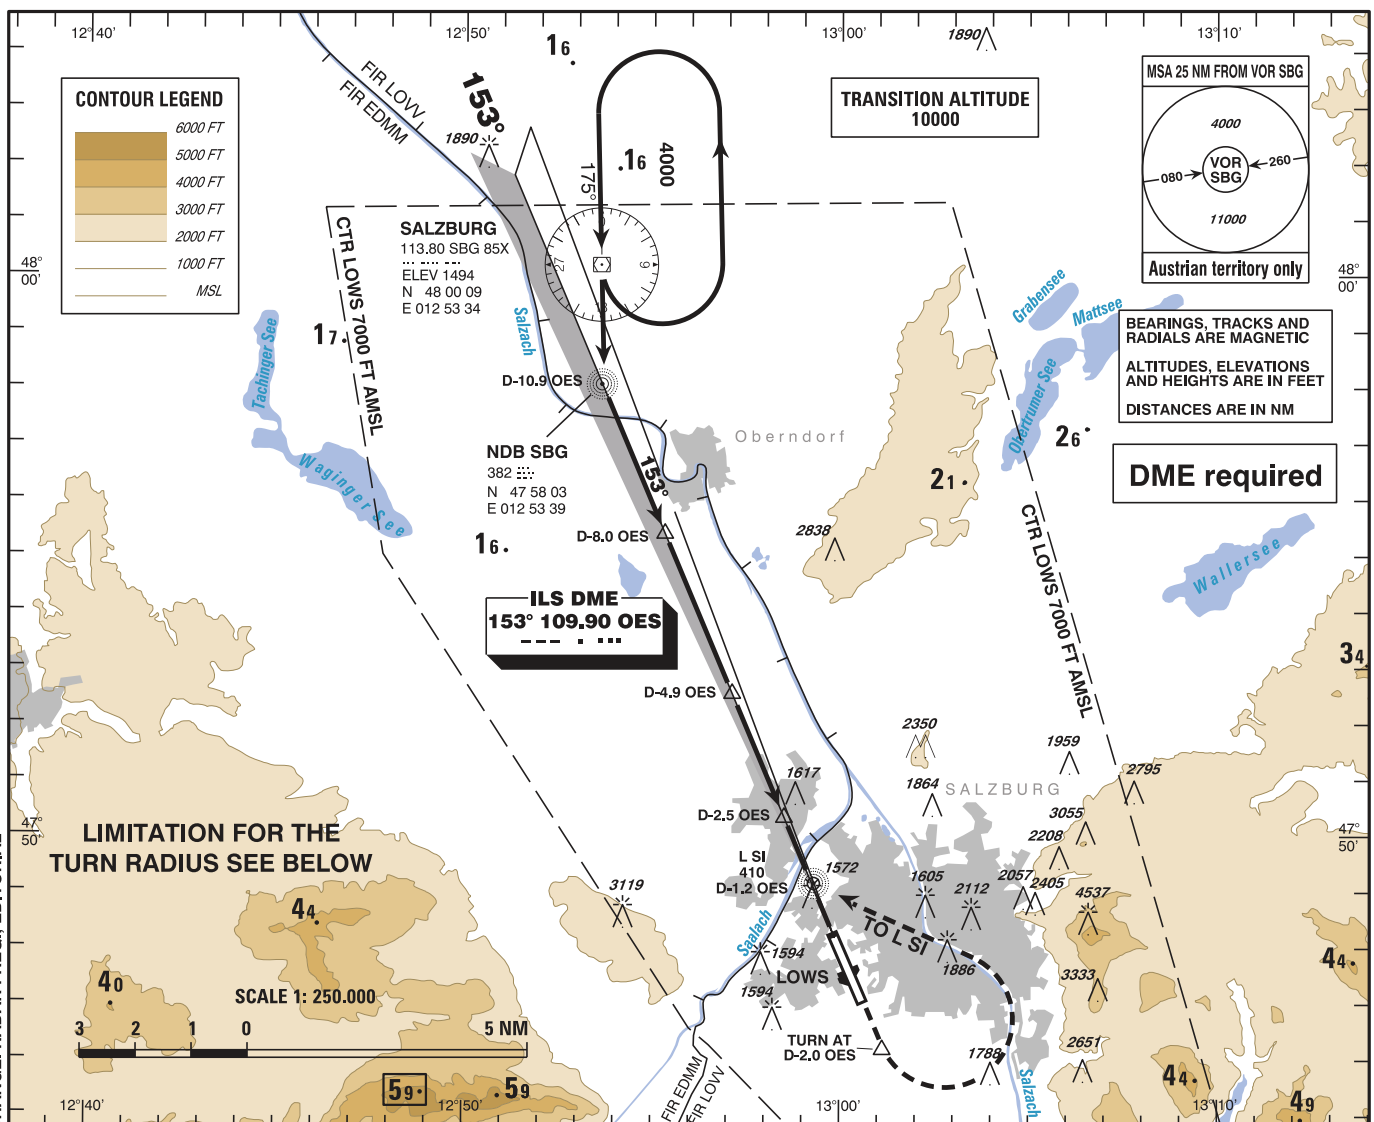 12°40'
12°50'
13°00'
13°10'
1890
CONTOUR LEGEND
6000 FT
5000 FT
4000 FT
3000 FT
2000 FT
1000 FT
MSL
FIR LOVV
FIR EDMM
153°
1890
16
.16
4000
175°
TRANSITION ALTITUDE
10000
MSA 25 NM FROM VOR SBG
4000
VOR
SBG
080
260
11000
Austrian territory only
SALZBURG
113.80 SBG 85X
ELEV 1494
N 48 00 09
E 012 53 34
27
9
18
48°
00'
48°
00'
CTR LOWS 7000 FT AMSL
Salzach
Tachinger See
17.
Waginger See
Grabensee
Mattsee
Obertrumer See
BEARINGS, TRACKS AND
RADIALS ARE MAGNETIC
ALTITUDES, ELEVATIONS
AND HEIGHTS ARE IN FEET
DISTANCES ARE IN NM
D-10.9 OES
NDB SBG
382
N 47 58 03
E 012 53 39
Oberndorf
153°
26
21.
DME required
2838
D-8.0 OES
16.
CTR LOWS 7000 FT AMSL
Wallersee
ILS DME
153° 109.90 OES
34
D-4.9 OES
2350
1959
2795
1617
1864
SALZBURG
D-2.5 OES
3055
2208
47°
50'
47°
50'
LIMITATION FOR THE
TURN RADIUS SEE BELOW
L SI
410
D-1.2 OES
1572
1605
2112
2057
2405
4537
3119
44
TO L SI
Saalach
1594
LOWS
1886
1594
3333
44
40
SCALE 1: 250.000
3
2
1
0
5 NM
TURN AT
D-2.0 OES
1788
2651
Salzach
44.
59.
59
49
FIR EDMM
FIR LOVV
12°40'
12°50'
13°00'
13°10'